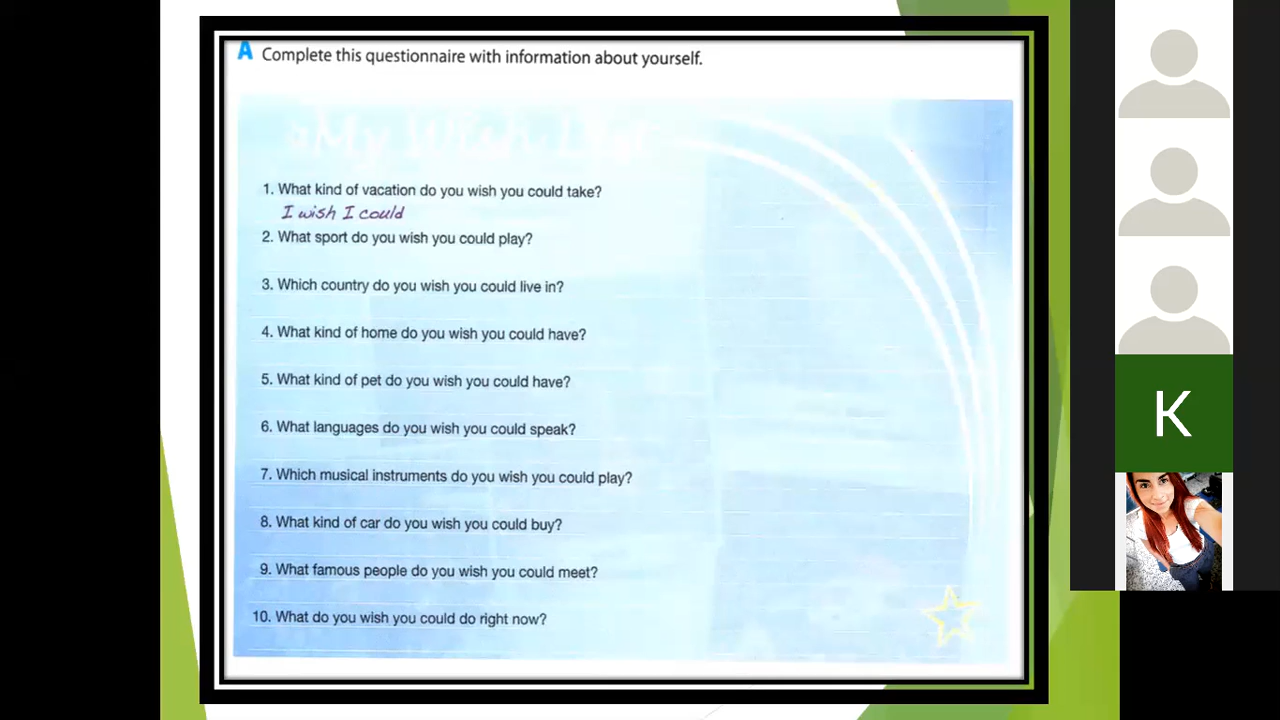 A Complete this questionnaire with information about yourself.
My Wish List
1. What kind of vacation do you wish you could take?
I wish I could
2. What sport do you wish you could play?
3. Which country do you wish you could live in?
4. What kind of home do you wish you could have?
5. What kind of pet do you wish you could have?
6. What languages do you wish you could speak?
7. Which musical instruments do you wish you could play?
8. What kind of car do you wish you could buy?
9. What famous people do you wish you could meet?
10. What do you wish you could do right now?
K